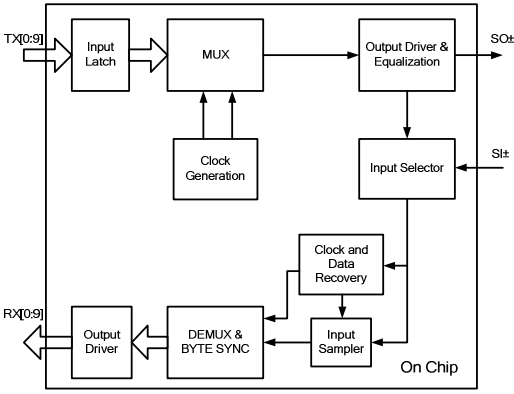 TX[0:9]
Input
Latch
MUX
Output Driver &
Equalization
SO±
Clock
Generation
Input Selector
SI±
Clock and
Data
Recovery
RX[0:9]
Output
Driver
DEMUX &
BYTE SYNC
Input
Sampler
On Chip